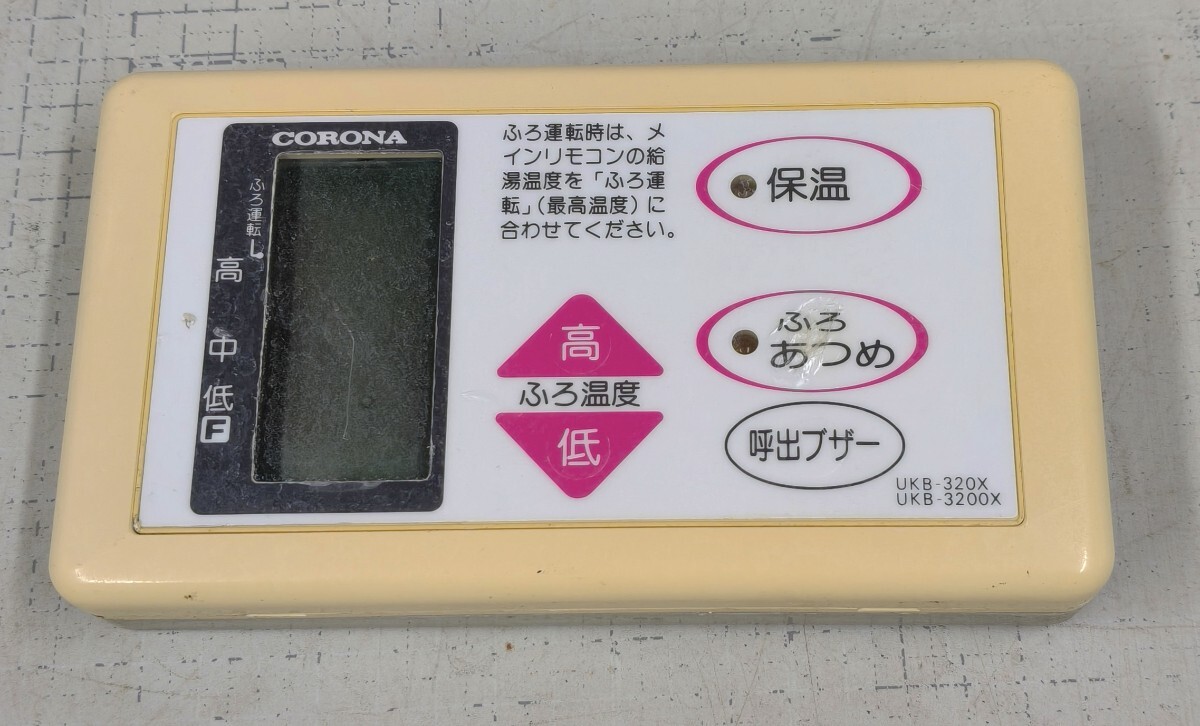 CORONA
ふろ運転
高
中
低
F
ふろ運転時は、メ
インリモコンの給
湯温度を「ふろ運
転」(最高温度)に
合わせてください。
高
ふろ温度
低
保温
ふろ
あつめ
呼出ブザー
UKB-320X
UKB-3200X